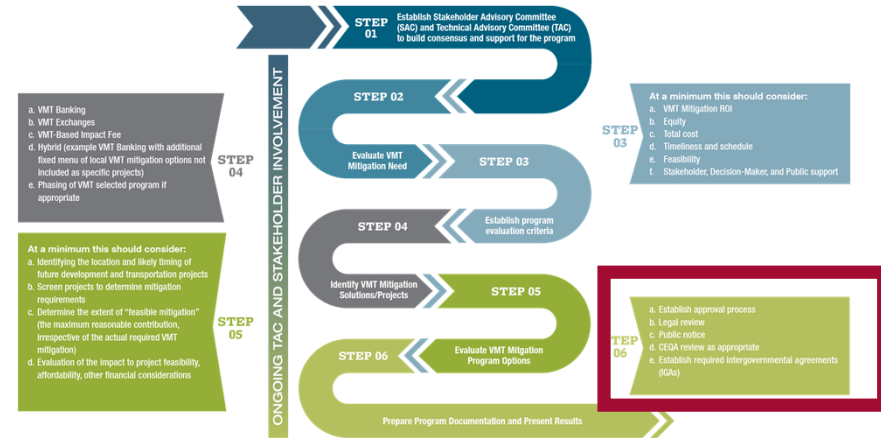 STEP
01
Establish Stakeholder Advisory Committee
(SAC) and Technical Advisory Committee (TAC)
to build consensus and support for the program
ONGOING TAC AND STAKEHOLDER INVOLVEMENT
STEP 02
Evaluate VMT
Mitigation Need
STEP 03
Establish program
evaluation criteria
STEP 04
Identify VMT Mitigation
Solutions/Projects
STEP 05
Evaluate VMT Mitgation
Program Options
STEP 06
Prepare Program Documentation and Present Results
a. VMT Banking
b. VMT Exchanges
c. VMT-Based Impact Fee
d. Hybrid (example VMT Banking with additional
fixed menu of local VMT mitigation options not
included as specific projects)
e. Phasing of VMT selected program if
appropriate
STEP
04
At a minimum this should consider:
a. Identifying the location and likely timing of
future development and transportation projects
b. Screen projects to determine mitigation
requirements
c. Determine the extent of “feasible mitigation”
(the maximum reasonable contribution,
irrespective of the actual required VMT
mitigation)
d. Evaluation of the impact to project feasibility,
affordability, other financial considerations
STEP
05
STEP
03
At a minimum this should consider:
a. VMT Mitigation ROI
b. Equity
c. Total cost
d. Timeliness and schedule
e. Feasibility
f. Stakeholder, Decision-Maker, and Public support
TEP
06
a. Establish approval process
b. Legal review
c. Public notice
d. CEQA review as appropriate
e. Establish required intergovernmental agreements
(IGAs)